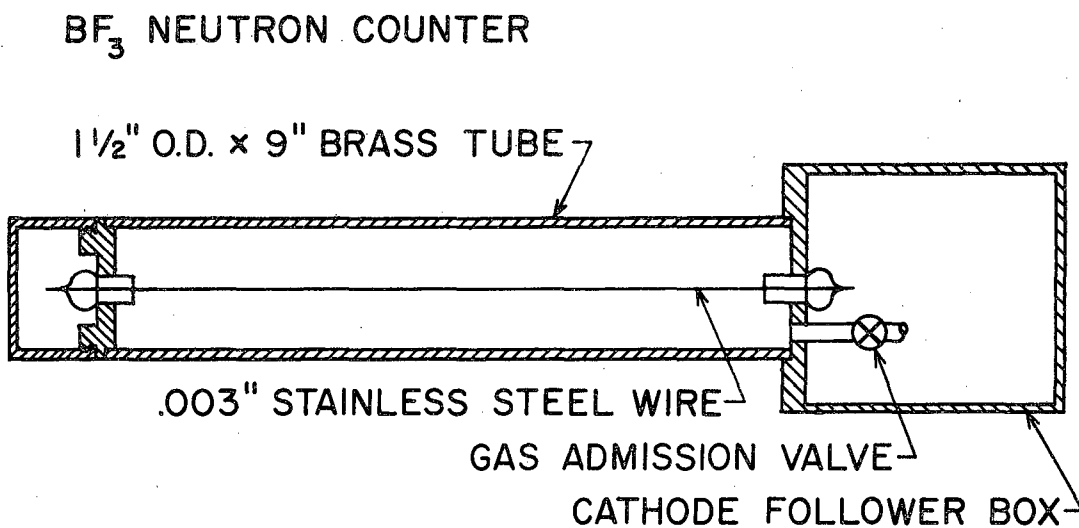 BF₃ NEUTRON COUNTER
1½" O.D. × 9" BRASS TUBE
.003" STAINLESS STEEL WIRE
GAS ADMISSION VALVE
CATHODE FOLLOWER BOX